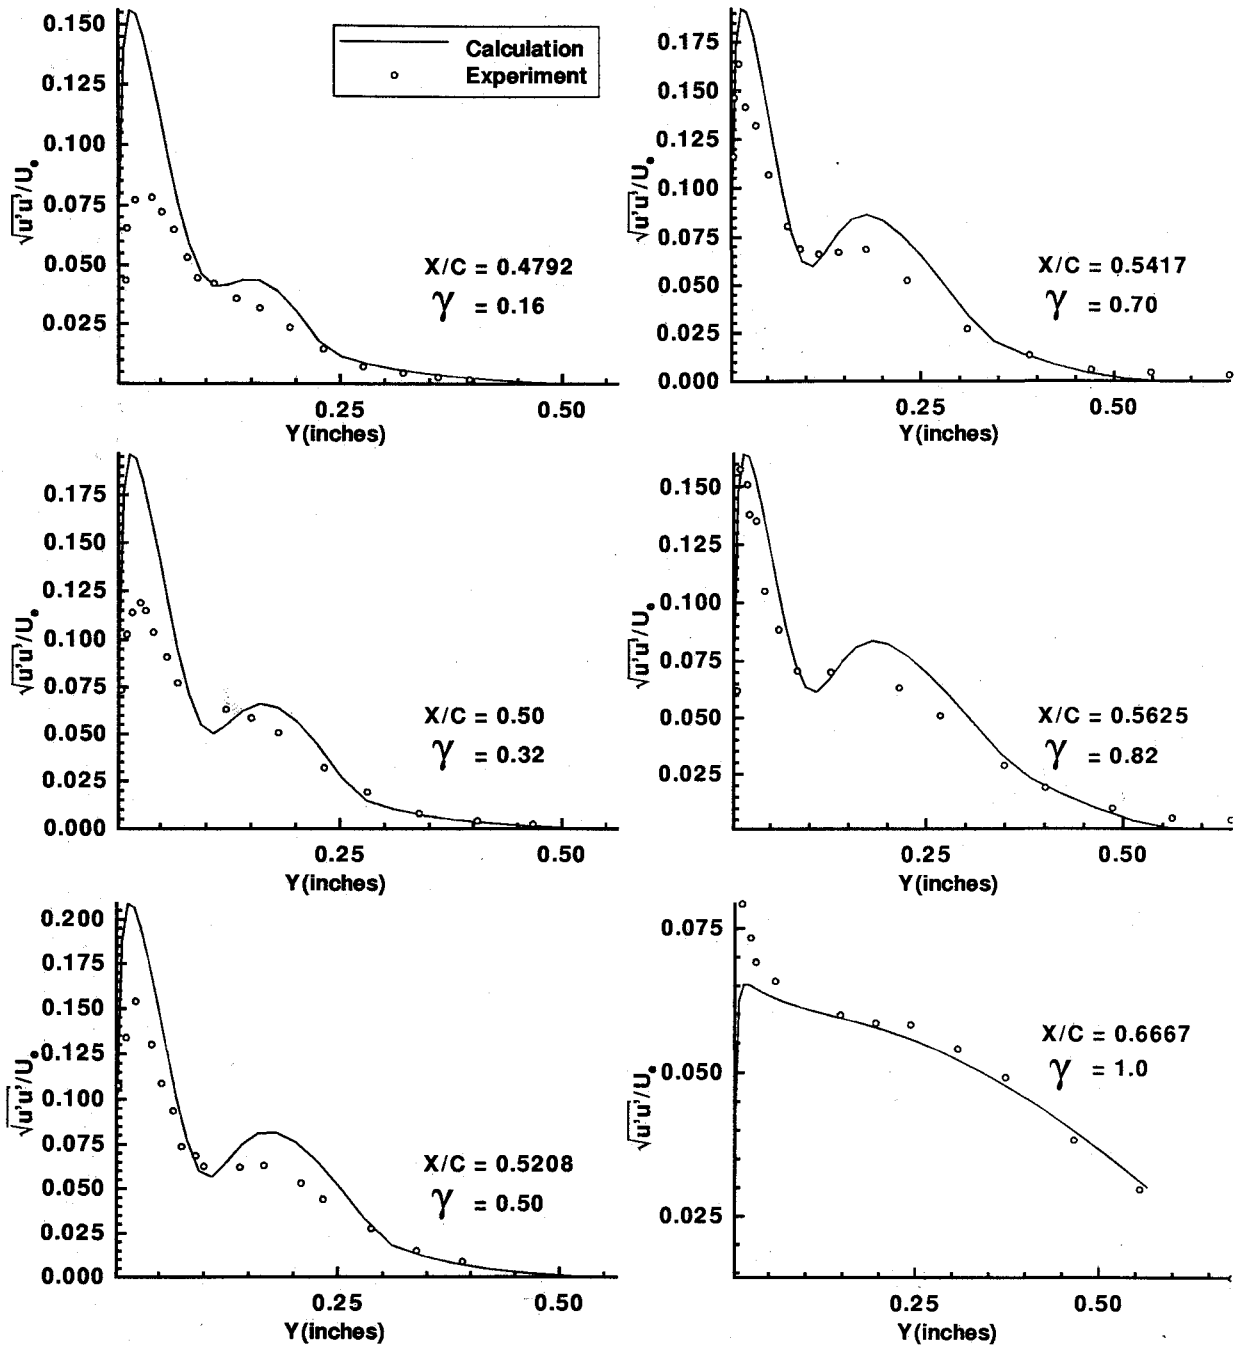 0.150
0.125
0.100
0.075
0.050
0.025
√u'u'/Uₑ
Calculation
Experiment
X/C = 0.4792
γ = 0.16
0.25 0.50
Y(inches)
0.175
0.150
0.125
0.100
0.075
0.050
0.025
0.000
√u'u'/Uₑ
X/C = 0.5417
γ = 0.70
0.25 0.50
Y(inches)
0.175
0.150
0.125
0.100
0.075
0.050
0.025
0.000
√u'u'/Uₑ
X/C = 0.50
γ = 0.32
0.25 0.50
Y(inches)
0.150
0.125
0.100
0.075
0.050
0.025
√u'u'/Uₑ
X/C = 0.5625
γ = 0.82
0.25 0.50
Y(inches)
0.200
0.175
0.150
0.125
0.100
0.075
0.050
0.025
0.000
√u'u'/Uₑ
X/C = 0.5208
γ = 0.50
0.25 0.50
Y(inches)
0.075
0.050
0.025
√u'u'/Uₑ
X/C = 0.6667
γ = 1.0
0.25 0.50
Y(inches)